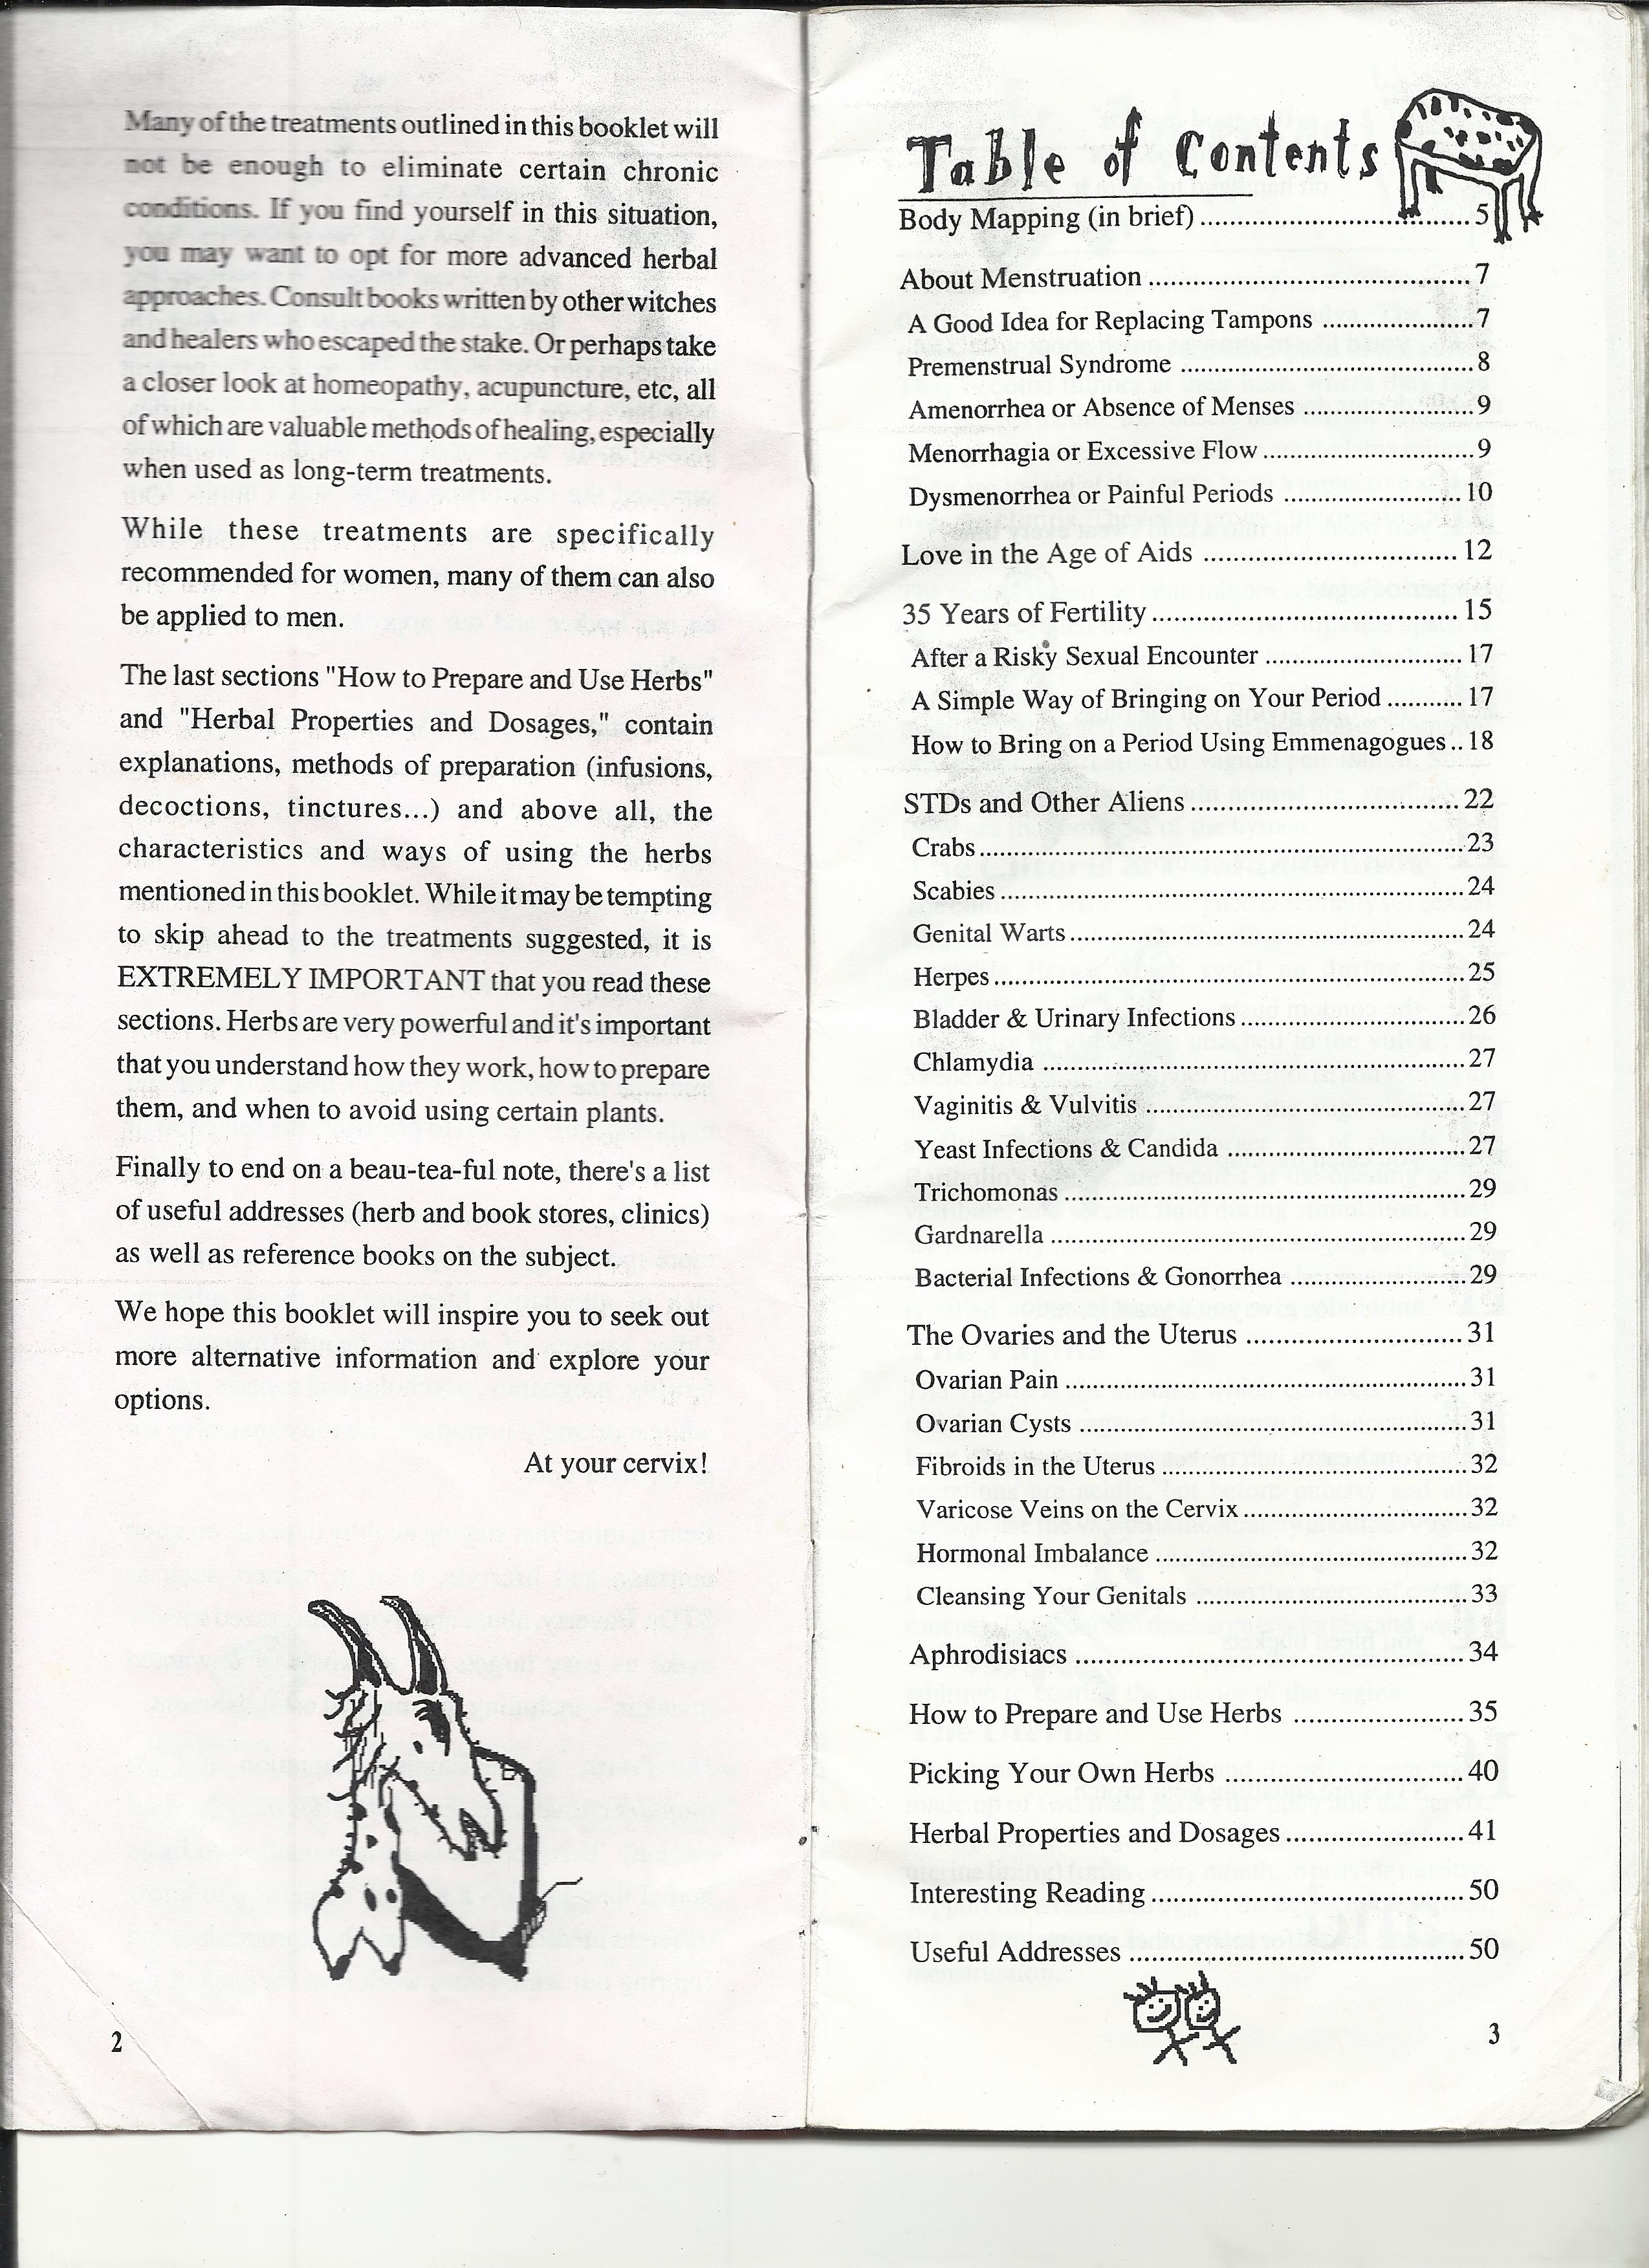 Many of the treatments outlined in this booklet will
not be enough to eliminate certain chronic
conditions. If you find yourself in this situation,
you may want to opt for more advanced herbal
approaches. Consult books written by other witches
and healers who escaped the stake. Or perhaps take
a closer look at homeopathy, acupuncture, etc, all
of which are valuable methods of healing, especially
when used as long-term treatments.
While these treatments are specifically
recommended for women, many of them can also
be applied to men.
The last sections "How to Prepare and Use Herbs"
and "Herbal Properties and Dosages," contain
explanations, methods of preparation (infusions,
decoctions, tinctures...) and above all, the
characteristics and ways of using the herbs
mentioned in this booklet. While it may be tempting
to skip ahead to the treatments suggested, it is
EXTREMELY IMPORTANT that you read these
sections. Herbs are very powerful and it's important
that you understand how they work, how to prepare
them, and when to avoid using certain plants.
Finally to end on a beau-tea-ful note, there's a list
of useful addresses (herb and book stores, clinics)
as well as reference books on the subject.
We hope this booklet will inspire you to seek out
more alternative information and explore your
options.
At your cervix!
2
Table of Contents
Body Mapping (in brief) ........ 5
About Menstruation ........ 7
A Good Idea for Replacing Tampons ........ 7
Premenstrual Syndrome ........ 8
Amenorrhea or Absence of Menses ........ 9
Menorrhagia or Excessive Flow ........ 9
Dysmenorrhea or Painful Periods ........ 10
Love in the Age of Aids ........ 12
35 Years of Fertility ........ 15
After a Risky Sexual Encounter ........ 17
A Simple Way of Bringing on Your Period ........ 17
How to Bring on a Period Using Emmenagogues .. 18
STDs and Other Aliens ........ 22
Crabs ........ 23
Scabies ........ 24
Genital Warts ........ 24
Herpes ........ 25
Bladder & Urinary Infections ........ 26
Chlamydia ........ 27
Vaginitis & Vulvitis ........ 27
Yeast Infections & Candida ........ 27
Trichomonas ........ 29
Gardnarella ........ 29
Bacterial Infections & Gonorrhea ........ 29
The Ovaries and the Uterus ........ 31
Ovarian Pain ........ 31
Ovarian Cysts ........ 31
Fibroids in the Uterus ........ 32
Varicose Veins on the Cervix ........ 32
Hormonal Imbalance ........ 32
Cleansing Your Genitals ........ 33
Aphrodisiacs ........ 34
How to Prepare and Use Herbs ........ 35
Picking Your Own Herbs ........ 40
Herbal Properties and Dosages ........ 41
Interesting Reading ........ 50
Useful Addresses ........ 50
3